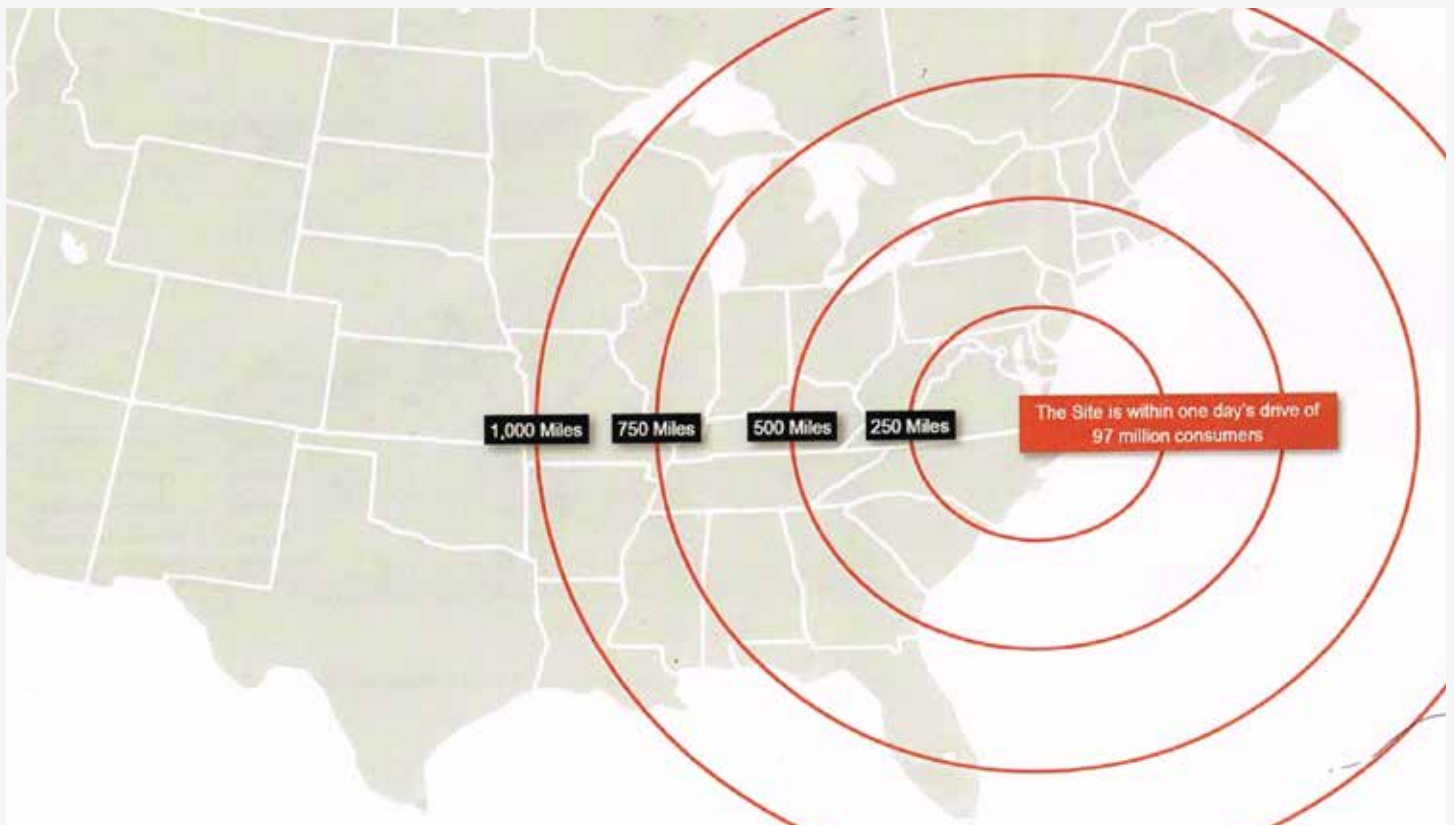 1,000 Miles
750 Miles
500 Miles
250 Miles
The Site is within one day's drive of
97 million consumers